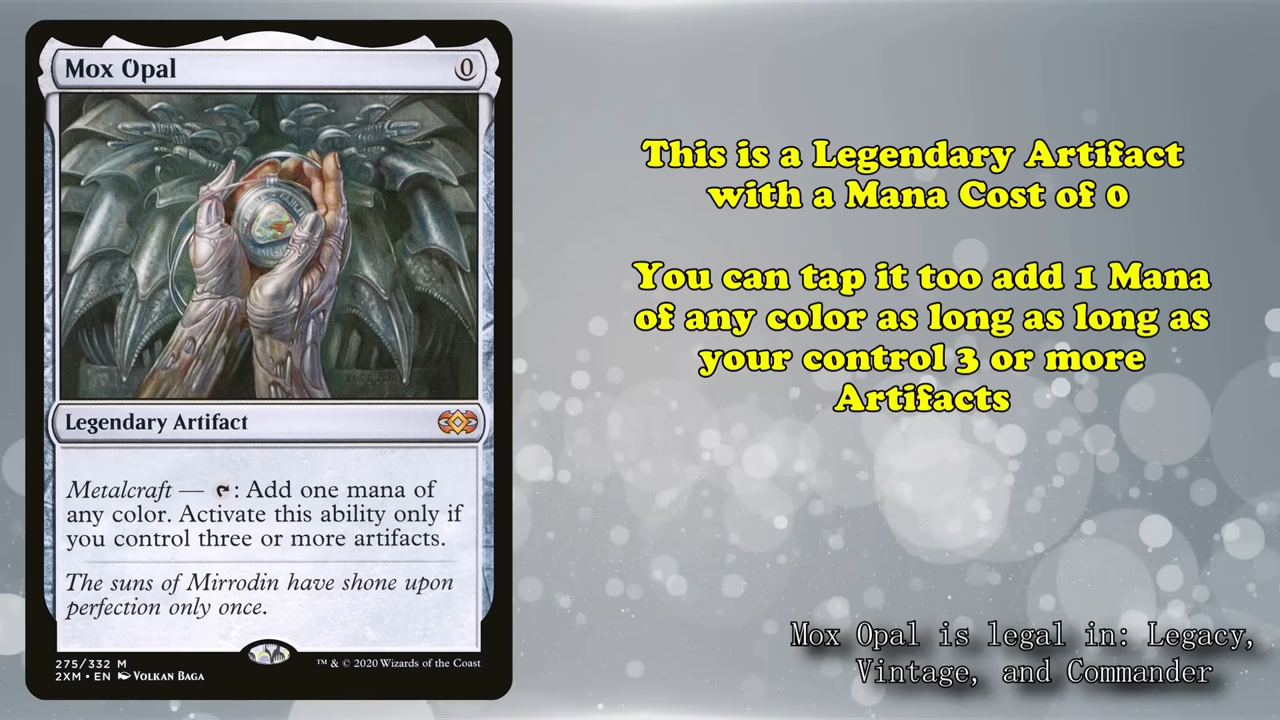 Mox Opal
0
Legendary Artifact
Metalcraft — : Add one mana of
any color. Activate this ability only if
you control three or more artifacts.
The suns of Mirrodin have shone upon
perfection only once.
275/332 M
2XM • EN VOLKAN BAGA
™ & © 2020 Wizards of the Coast
This is a Legendary Artifact
with a Mana Cost of 0
You can tap it too add 1 Mana
of any color as long as long as
your control 3 or more
Artifacts
Mox Opal is legal in: Legacy,
Vintage, and Commander